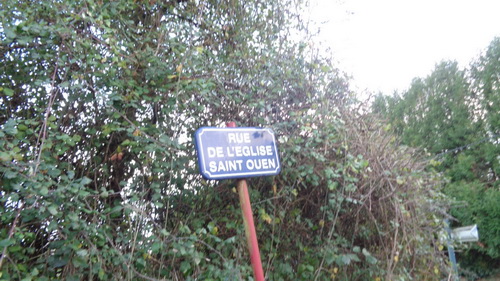 RUE
DE L'EGLISE
SAINT OUEN